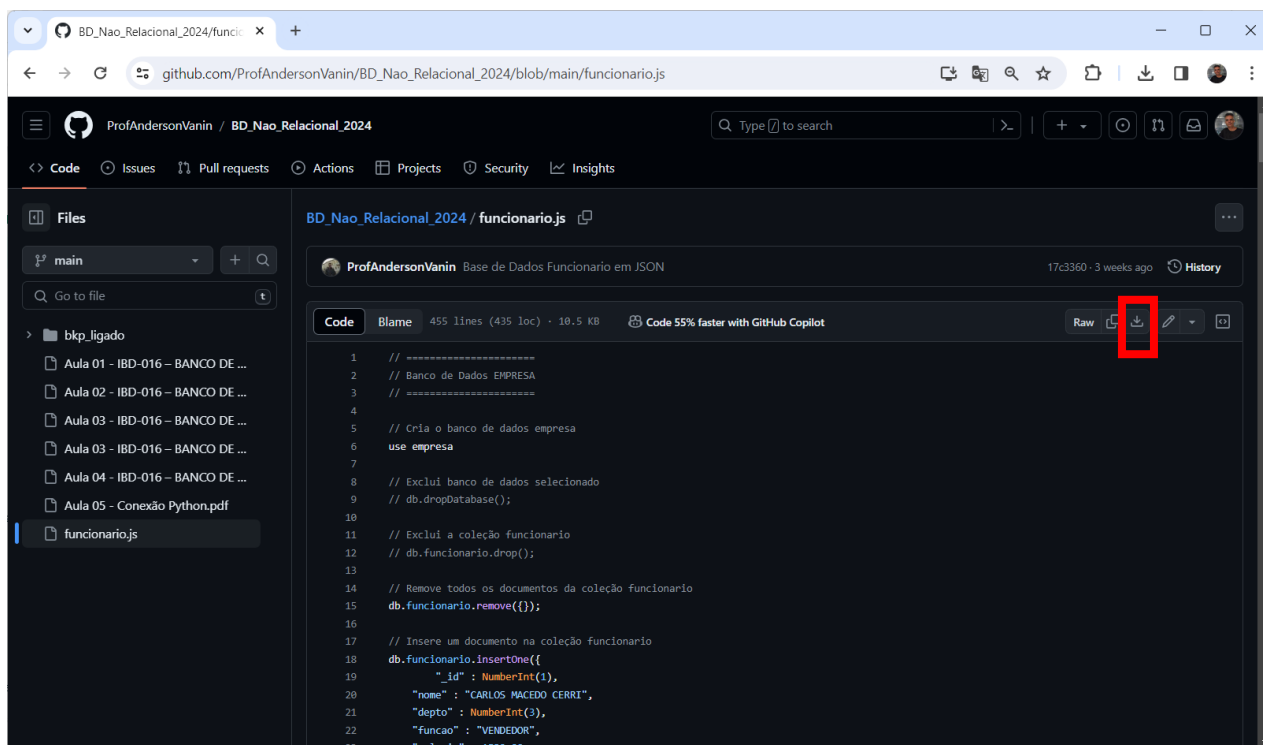 BD_Nao_Relacional_2024/funcic
github.com/ProfAndersonVanin/BD_Nao_Relacional_2024/blob/main/funcionario.js
ProfAndersonVanin / BD_Nao_Relacional_2024
Type / to search
Code Issues Pull requests Actions Projects Security Insights
Files
main
Go to file t
bkp_ligado
Aula 01 - IBD-016 – BANCO DE ...
Aula 02 - IBD-016 – BANCO DE ...
Aula 03 - IBD-016 – BANCO DE ...
Aula 03 - IBD-016 – BANCO DE ...
Aula 04 - IBD-016 – BANCO DE ...
Aula 05 - Conexão Python.pdf
funcionario.js
BD_Nao_Relacional_2024 / funcionario.js
ProfAndersonVanin Base de Dados Funcionario em JSON 17c3360 · 3 weeks ago History
Code Blame 455 lines (435 loc) · 10.5 KB Code 55% faster with GitHub Copilot Raw
1 // ======================
2 // Banco de Dados EMPRESA
3 // ======================
4
5 // Cria o banco de dados empresa
6 use empresa
7
8 // Exclui banco de dados selecionado
9 // db.dropDatabase();
10
11 // Exclui a coleção funcionario
12 // db.funcionario.drop();
13
14 // Remove todos os documentos da coleção funcionario
15 db.funcionario.remove({});
16
17 // Insere um documento na coleção funcionario
18 db.funcionario.insertOne({
19 "_id" : NumberInt(1),
20 "nome" : "CARLOS MACEDO CERRI",
21 "depto" : NumberInt(3),
22 "funcao" : "VENDEDOR",